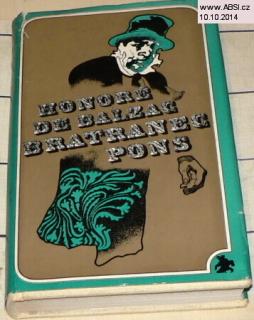 www.ABSI.cz
10.10.2014
HONORÉ
DE BALZAC
BRATRANEC
PONS